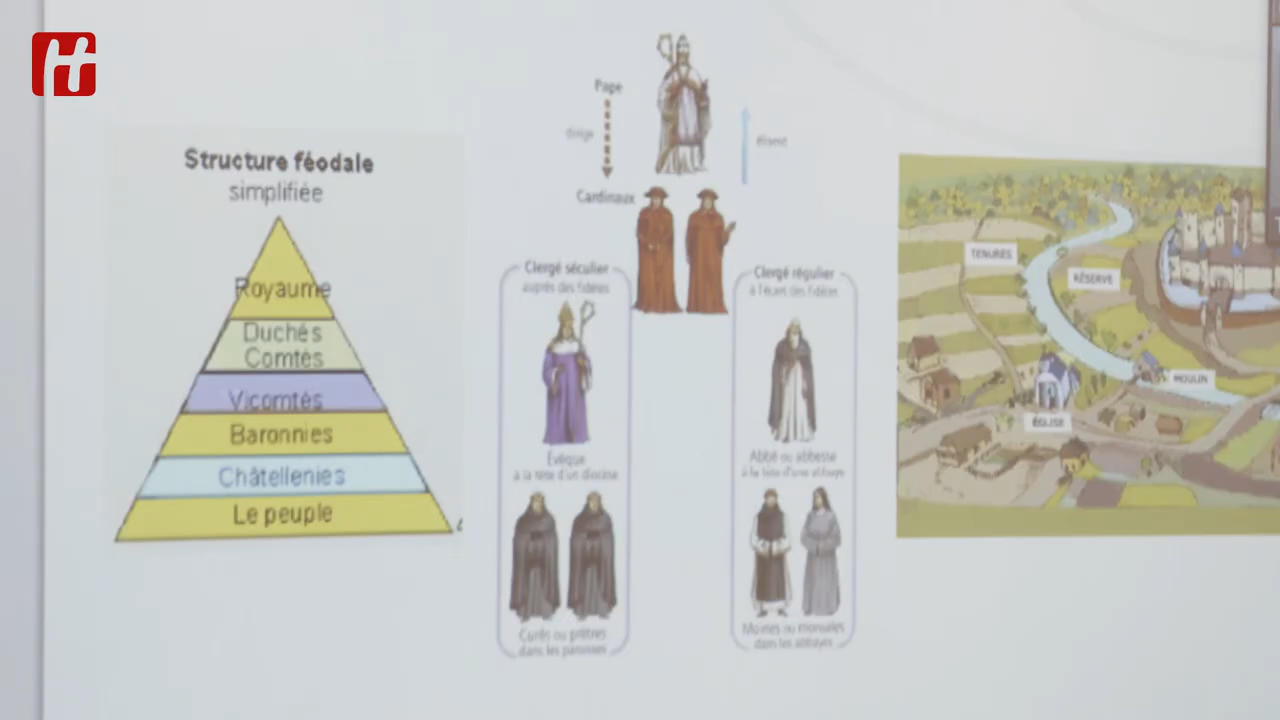 Structure féodale
simplifiée
Royaume
Duchés
Comtés
Vicomtés
Baronnies
Châtellenies
Le peuple
Pape
dirige
élisent
Cardinaux
Clergé séculier
auprès des fidèles
Évêque
à la tête d'un diocèse
Curés ou prêtres
dans les paroisses
Clergé régulier
à l'écart des fidèles
Abbé ou abbesse
à la tête d'une abbaye
Moines ou moniales
dans les abbayes
TENURES
RÉSERVE
MOULIN
ÉGLISE